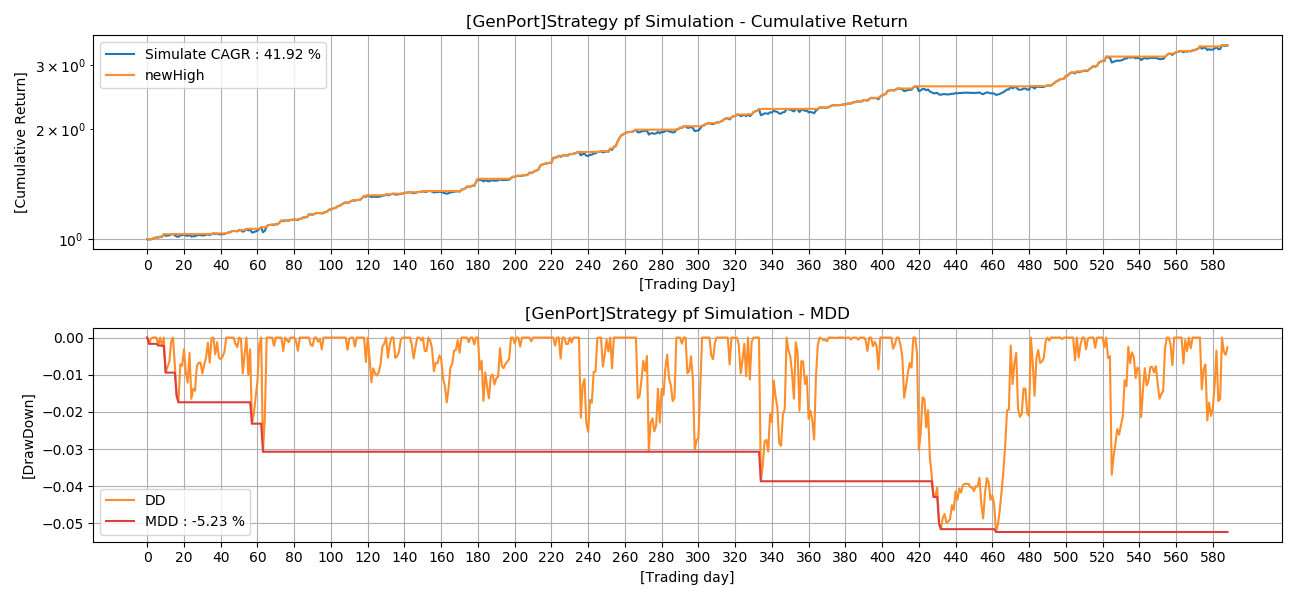 [GenPort]Strategy pf Simulation - Cumulative Return
[Cumulative Return]
3 × 10⁰
2 × 10⁰
10⁰
Simulate CAGR : 41.92 %
newHigh
0 20 40 60 80 100 120 140 160 180 200 220 240 260 280 300 320 340 360 380 400 420 440 460 480 500 520 540 560 580
[Trading Day]
[GenPort]Strategy pf Simulation - MDD
[DrawDown]
0.00
−0.01
−0.02
−0.03
−0.04
−0.05
DD
MDD : -5.23 %
0 20 40 60 80 100 120 140 160 180 200 220 240 260 280 300 320 340 360 380 400 420 440 460 480 500 520 540 560 580
[Trading day]